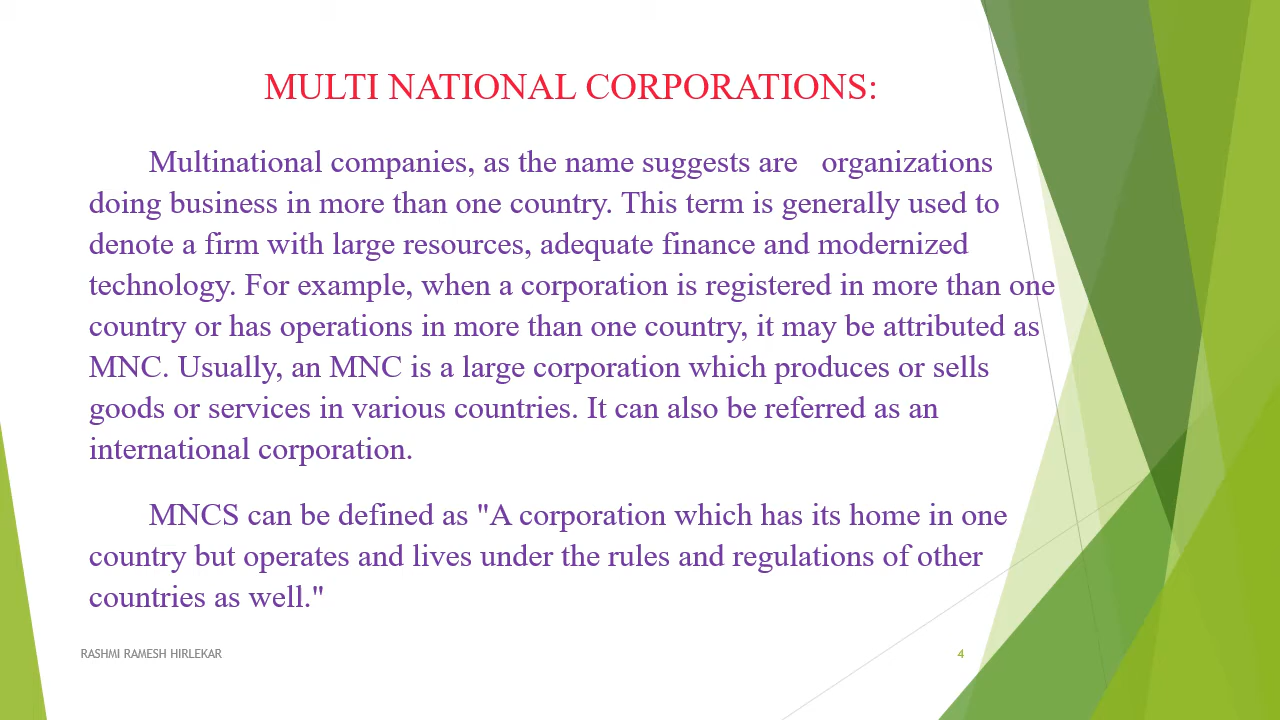 MULTI NATIONAL CORPORATIONS:
Multinational companies, as the name suggests are organizations
doing business in more than one country. This term is generally used to
denote a firm with large resources, adequate finance and modernized
technology. For example, when a corporation is registered in more than one
country or has operations in more than one country, it may be attributed as
MNC. Usually, an MNC is a large corporation which produces or sells
goods or services in various countries. It can also be referred as an
international corporation.
MNCS can be defined as "A corporation which has its home in one
country but operates and lives under the rules and regulations of other
countries as well."
RASHMI RAMESH HIRLEKAR
4